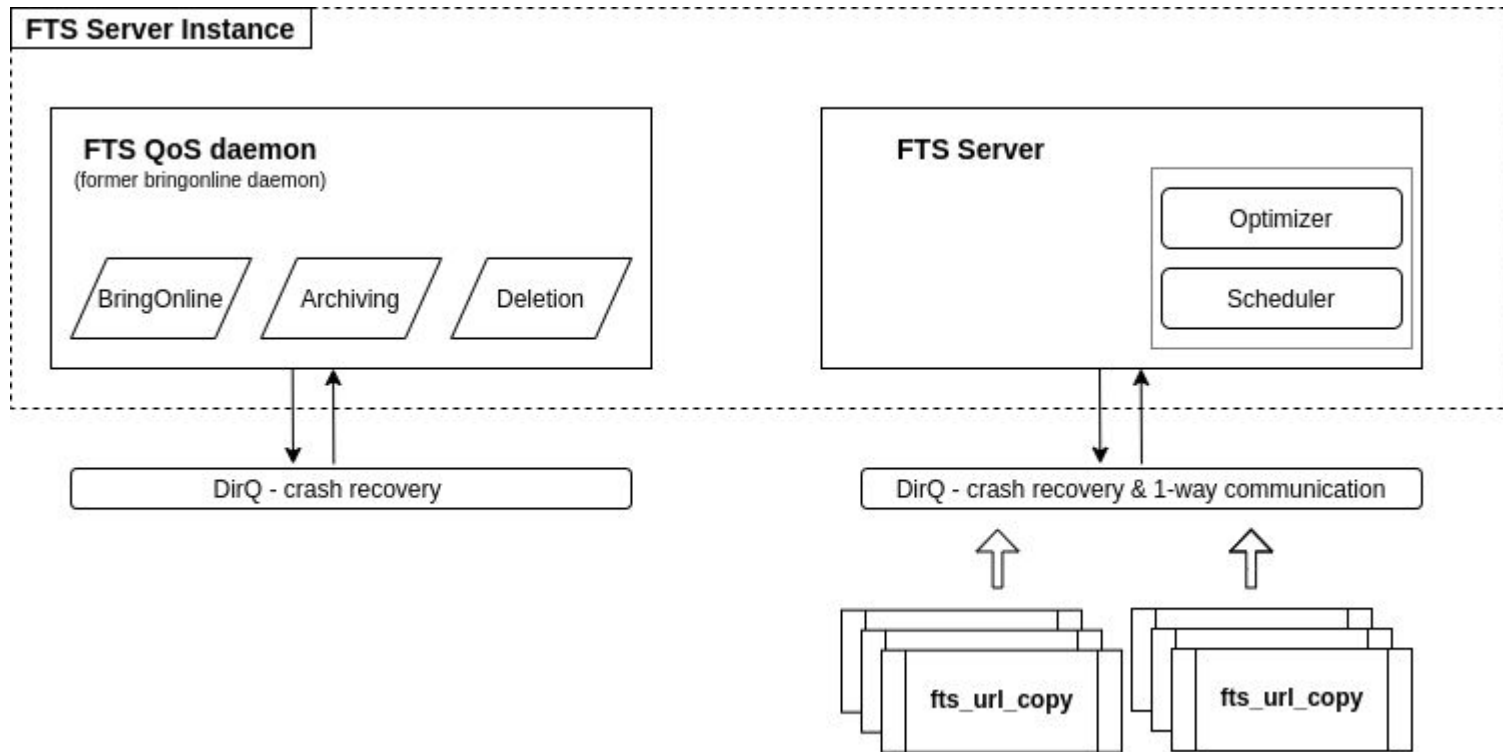 FTS Server Instance
FTS QoS daemon
(former bringonline daemon)
BringOnline
Archiving
Deletion
FTS Server
Optimizer
Scheduler
DirQ - crash recovery
DirQ - crash recovery & 1-way communication
fts_url_copy
fts_url_copy